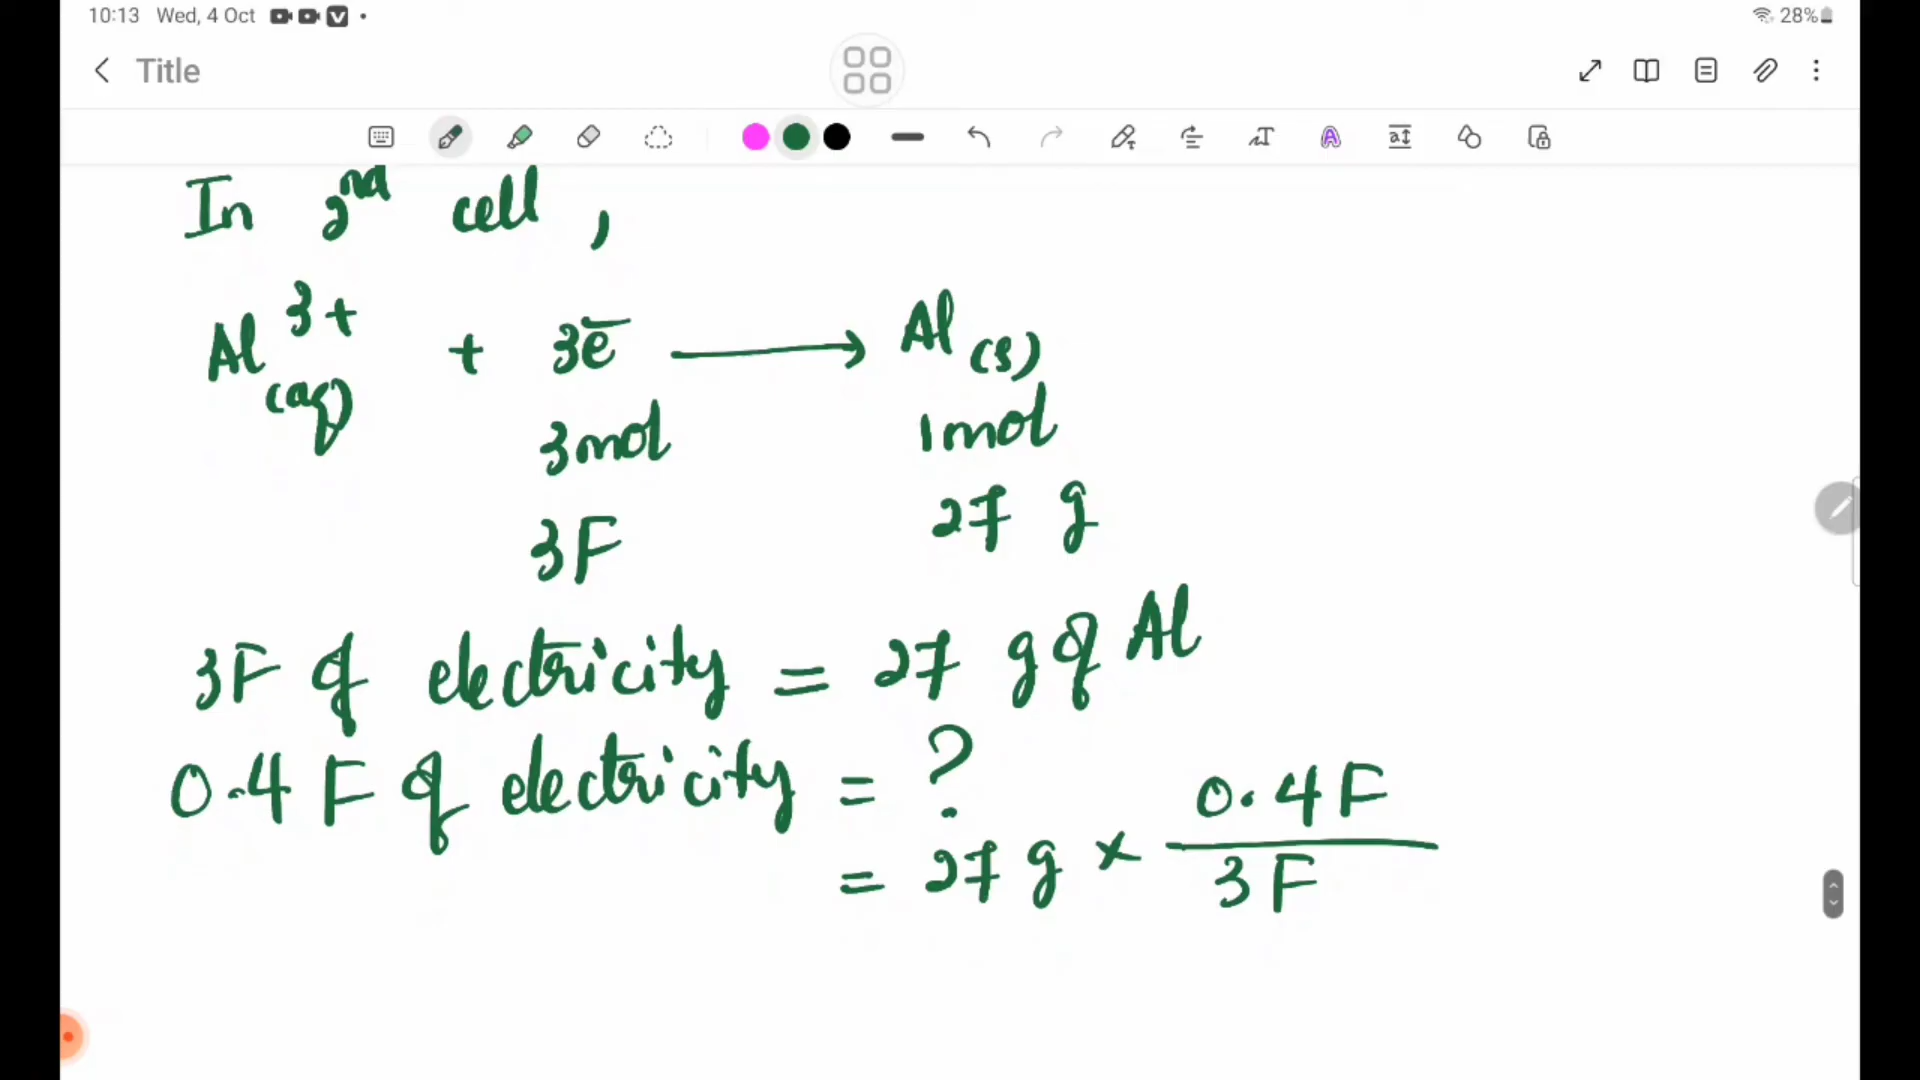 10:13 Wed, 4 Oct 28%
Title
In 2nd cell,
Al3+(aq) + 3e̅ ⟶ Al(s)
3mol 1mol
3F 27 g
3F of electricity = 27 g of Al
0.4 F of electricity = ?
= 27 g × 0.4F / 3F